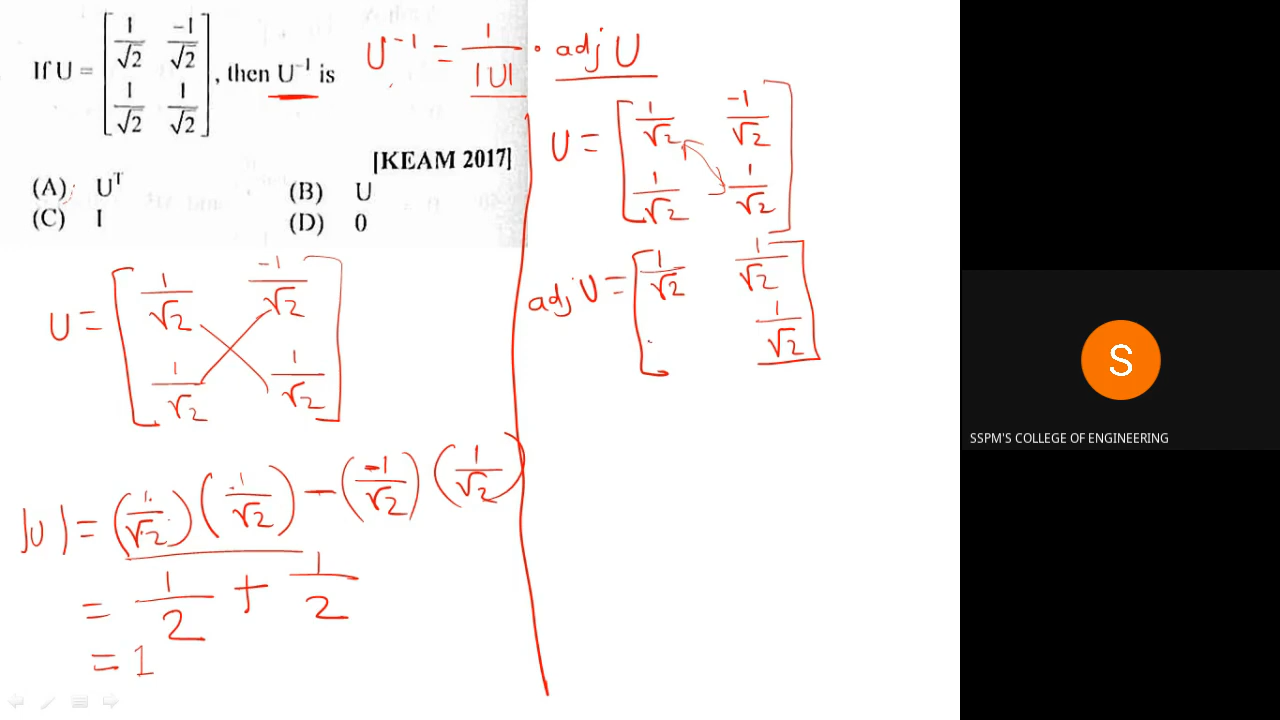 If U = [ 1/√2 -1/√2
1/√2 1/√2 ], then U⁻¹ is
[KEAM 2017]
(A) Uᵀ (B) U
(C) I (D) 0
U = [ 1/√2 -1/√2
1/√2 1/√2 ]
|U| = (1/√2)(1/√2) - (-1/√2)(1/√2)
= 1/2 + 1/2
= 1
U⁻¹ = 1/|U| · adj U
U = [ 1/√2 -1/√2
1/√2 1/√2 ]
adj U = [ 1/√2 1/√2
1/√2 ]
S
SSPM'S COLLEGE OF ENGINEERING